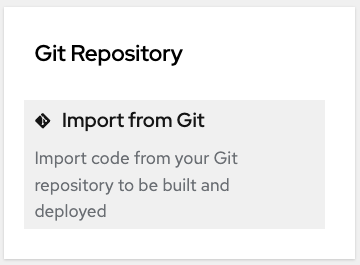 Git Repository
Import from Git
Import code from your Git
repository to be built and
deployed